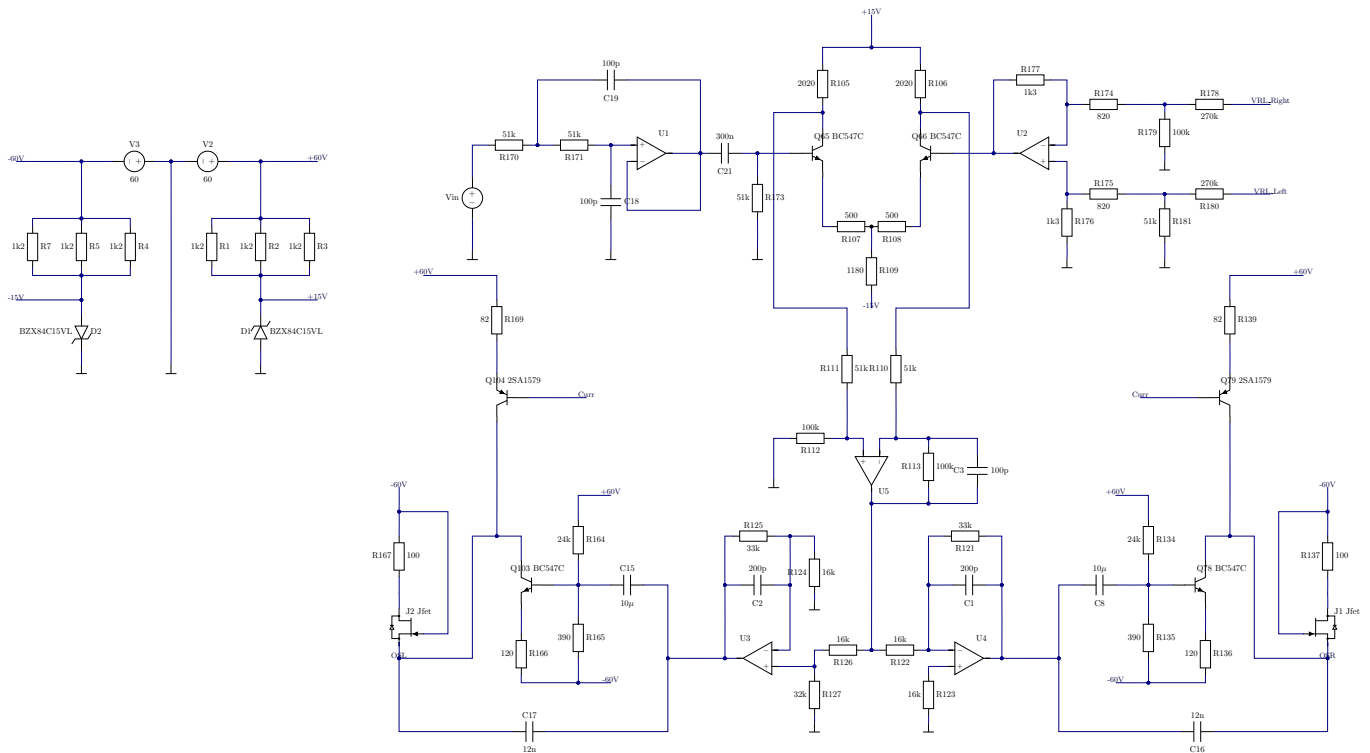 +15V
100p
C19
2020 R105
2020 R106
R177
1k3
R174
820
R178
270k
VRL-Right
51k
R170
51k
R171
U1
300n
C21
Q65 BC547C
Q66 BC547C
U2
R179 100k
V3
60
V2
60
-60V
+60V
Vin
100p C18
51k R173
R175
820
270k
R180
VRL-Left
1k3 R176
51k R181
500
R107
500
R108
1k2 R7
1k2 R5
1k2 R4
1k2 R1
1k2 R2
1k2 R3
1180 R109
-15V
-15V
+15V
+60V
+60V
BZX84C15VL D2
D1 BZX84C15VL
82 R169
82 R139
R111 51k
R110 51k
Q104 2SA1579
Curr
Curr
Q79 2SA1579
100k
R112
R113 100k
C3 100p
U5
-60V
+60V
+60V
-60V
R167 100
24k R164
R125
33k
R124 16k
33k
R121
24k R134
R137 100
Q103 BC547C
C15
10µ
200p
C2
200p
C1
10µ
C8
Q78 BC547C
J2 Jfet
OSL
120 R166
390 R165
-60V
U3
16k
R126
16k
R122
U4
390 R135
120 R136
-60V
J1 Jfet
OSR
32k R127
16k R123
C17
12n
12n
C16